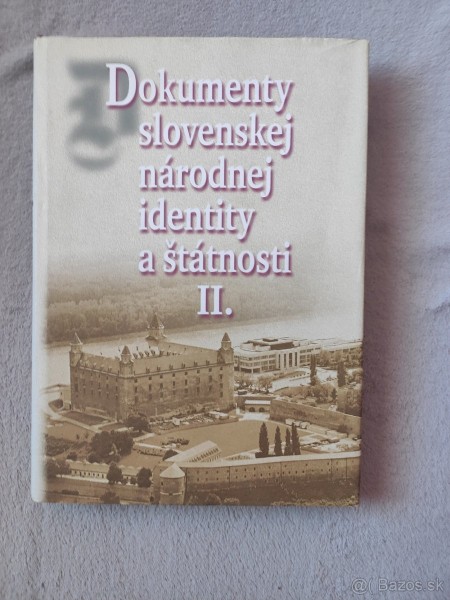 Dokumenty
slovenskej
národnej
identity
a štátnosti
II.
@( Bazos.sk